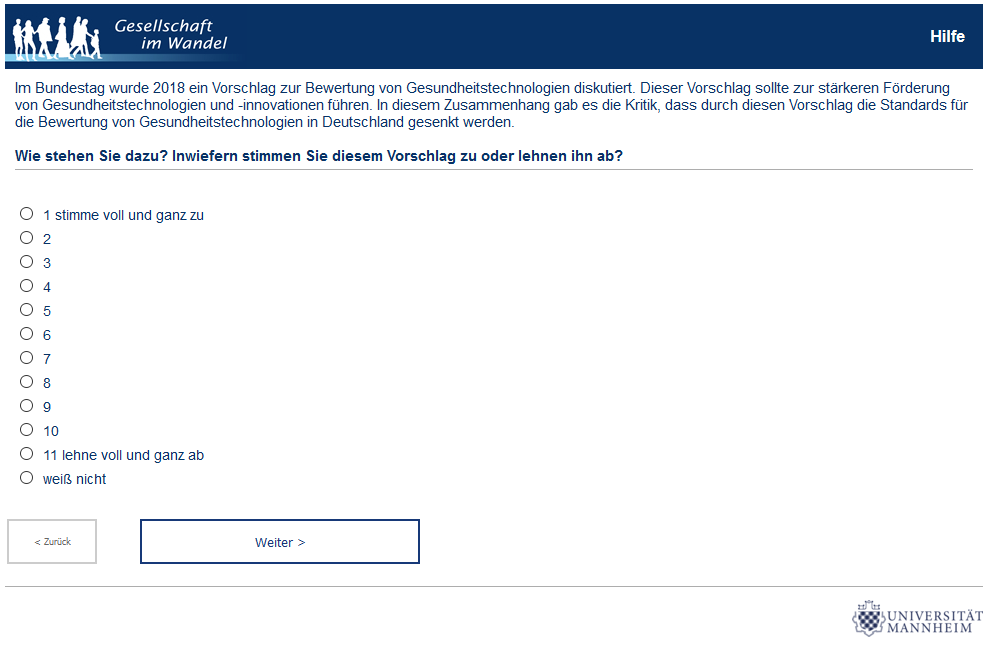 Gesellschaft
im Wandel
Hilfe
Im Bundestag wurde 2018 ein Vorschlag zur Bewertung von Gesundheitstechnologien diskutiert. Dieser Vorschlag sollte zur stärkeren Förderung
von Gesundheitstechnologien und -innovationen führen. In diesem Zusammenhang gab es die Kritik, dass durch diesen Vorschlag die Standards für
die Bewertung von Gesundheitstechnologien in Deutschland gesenkt werden.
Wie stehen Sie dazu? Inwiefern stimmen Sie diesem Vorschlag zu oder lehnen ihn ab?
1 stimme voll und ganz zu
2
3
4
5
6
7
8
9
10
11 lehne voll und ganz ab
weiß nicht
< Zurück
Weiter >
UNIVERSITÄT
MANNHEIM